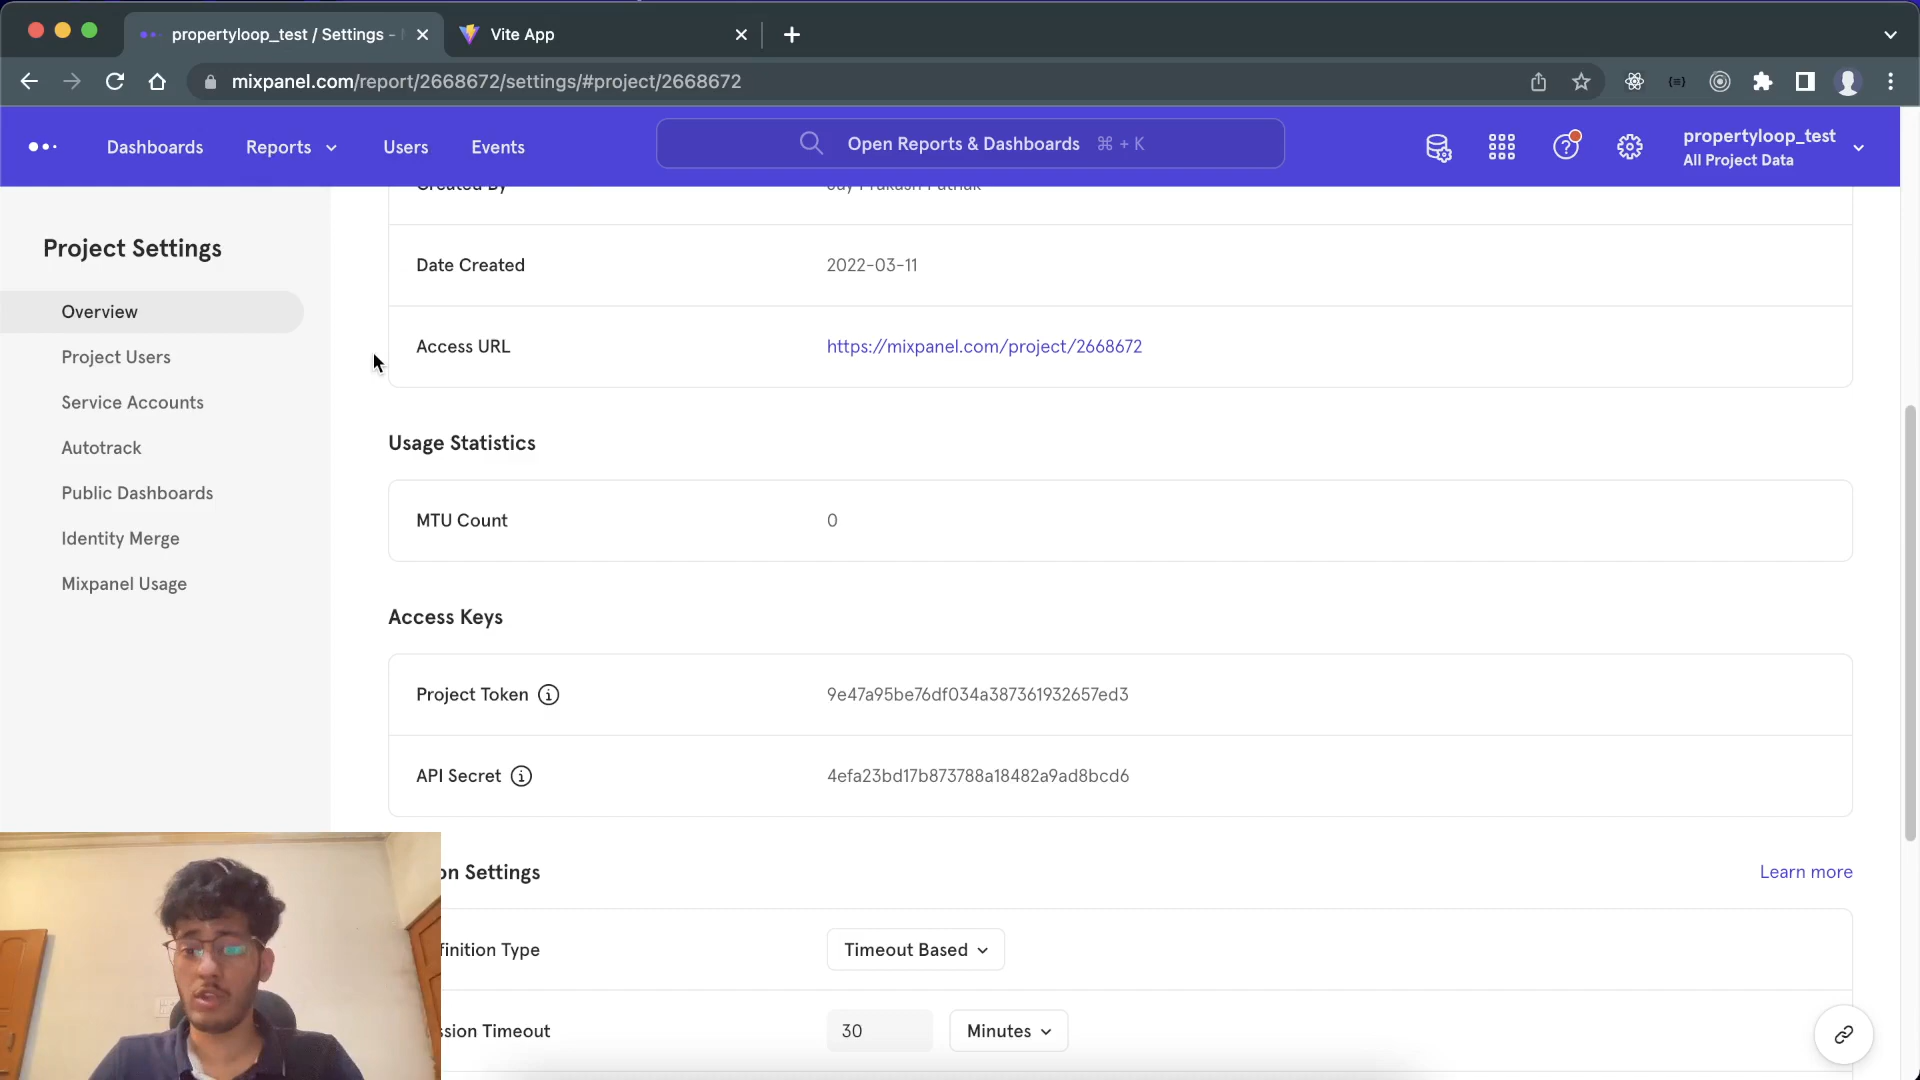 propertyloop_test / Settings -
Vite App
mixpanel.com/report/2668672/settings/#project/2668672
Dashboards
Reports
Users
Events
Open Reports & Dashboards ⌘ + K
propertyloop_test
All Project Data
Project Settings
Overview
Project Users
Service Accounts
Autotrack
Public Dashboards
Identity Merge
Mixpanel Usage
Created By
Date Created
2022-03-11
Access URL
https://mixpanel.com/project/2668672
Usage Statistics
MTU Count
0
Access Keys
Project Token
9e47a95be76df034a387361932657ed3
API Secret
4efa23bd17b873788a18482a9ad8bcd6
on Settings
Learn more
finition Type
Timeout Based
ssion Timeout
30
Minutes